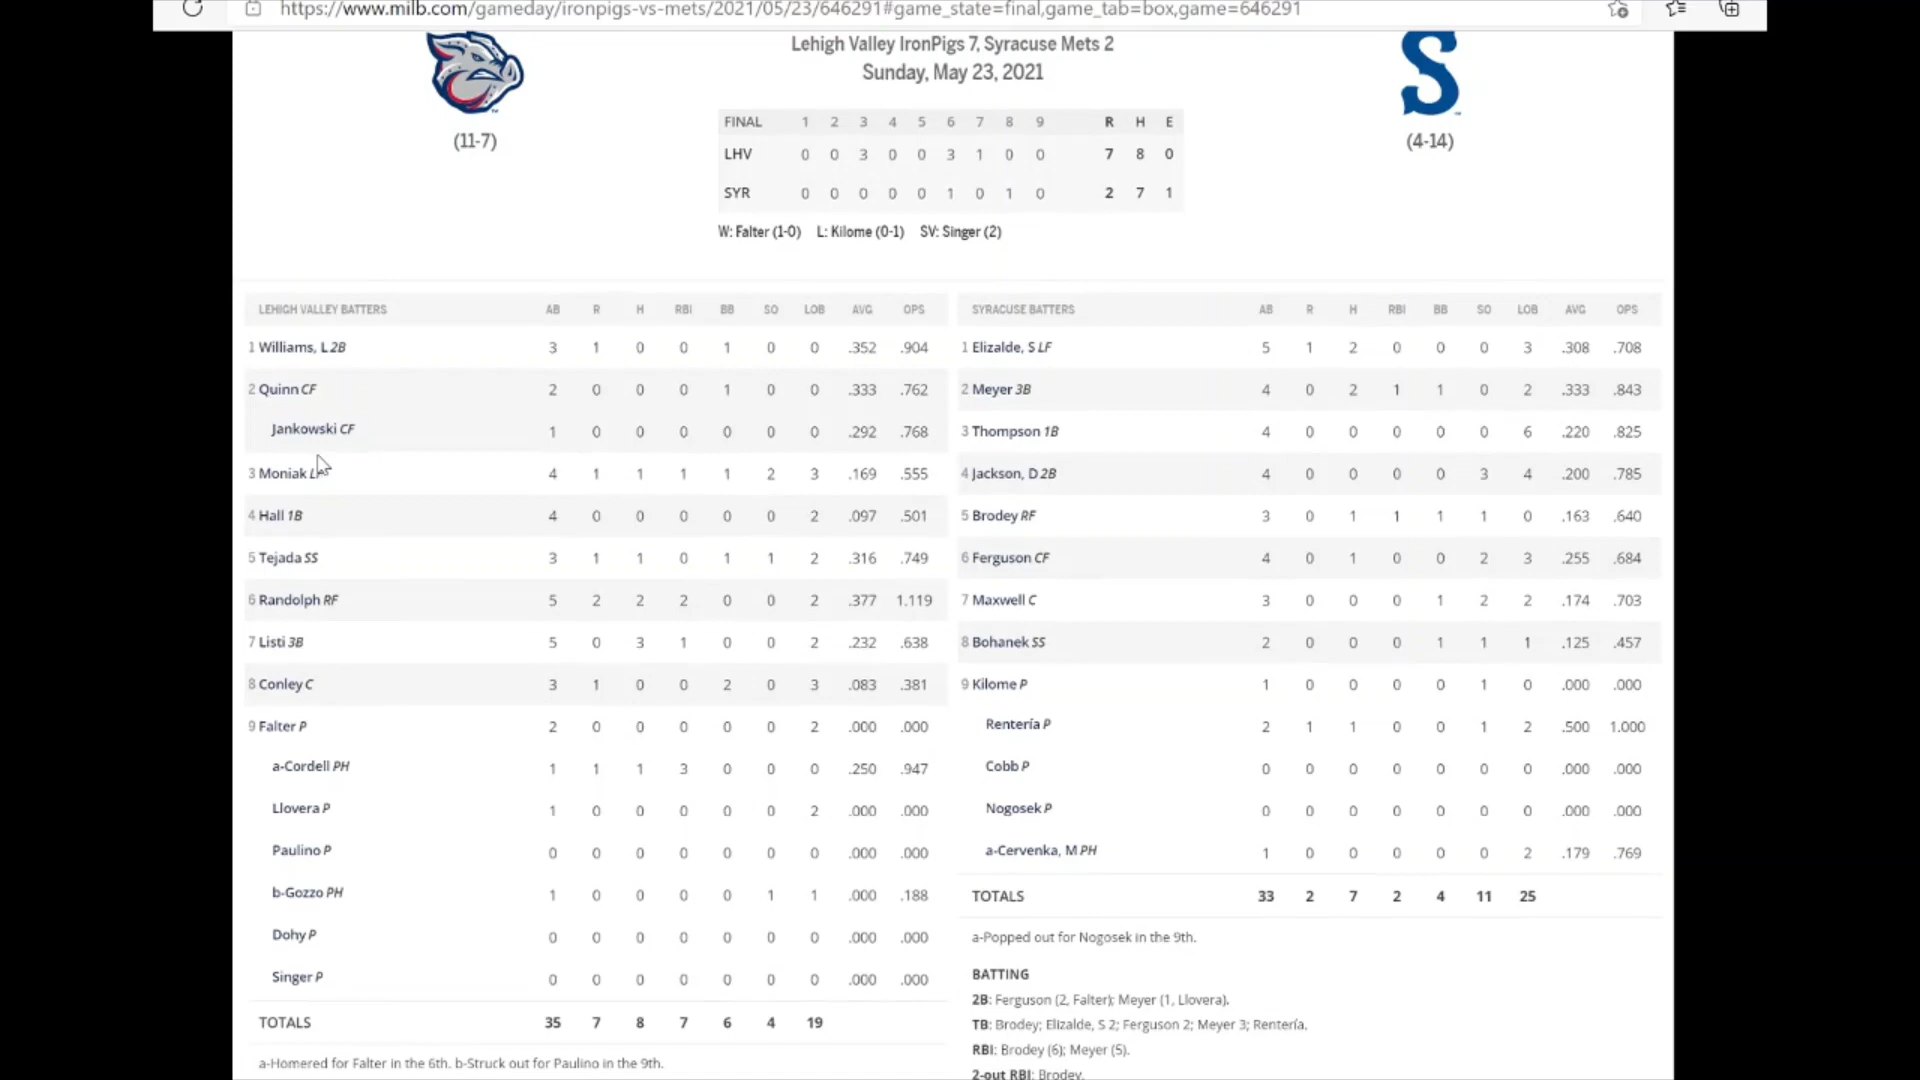 https://www.milb.com/gameday/ironpigs-vs-mets/2021/05/23/646291#game_state=final,game_tab=box,game=646291
Lehigh Valley IronPigs 7, Syracuse Mets 2
Sunday, May 23, 2021
S
(11-7)
(4-14)
FINAL 1 2 3 4 5 6 7 8 9 R H E
LHV 0 0 3 0 0 3 1 0 0 7 8 0
SYR 0 0 0 0 0 1 0 1 0 2 7 1
W: Falter (1-0) L: Kilome (0-1) SV: Singer (2)
LEHIGH VALLEY BATTERS AB R H RBI BB SO LOB AVG OPS
1 Williams, L 2B 3 1 0 0 1 0 0 .352 .904
2 Quinn CF 2 0 0 0 1 0 0 .333 .762
Jankowski CF 1 0 0 0 0 0 0 .292 .768
3 Moniak 4 1 1 1 1 2 3 .169 .555
4 Hall 1B 4 0 0 0 0 0 2 .097 .501
5 Tejada SS 3 1 1 0 1 1 2 .316 .749
6 Randolph RF 5 2 2 2 0 0 2 .377 1.119
7 Listi 3B 5 0 3 1 0 0 2 .232 .638
8 Conley C 3 1 0 0 2 0 3 .083 .381
9 Falter P 2 0 0 0 0 0 2 .000 .000
a-Cordell PH 1 1 1 3 0 0 0 .250 .947
Llovera P 1 0 0 0 0 0 2 .000 .000
Paulino P 0 0 0 0 0 0 0 .000 .000
b-Gozzo PH 1 0 0 0 0 1 1 .000 .188
Dohy P 0 0 0 0 0 0 0 .000 .000
Singer P 0 0 0 0 0 0 0 .000 .000
TOTALS 35 7 8 7 6 4 19
a-Homered for Falter in the 6th. b-Struck out for Paulino in the 9th.
SYRACUSE BATTERS AB R H RBI BB SO LOB AVG OPS
1 Elizalde, S LF 5 1 2 0 0 0 3 .308 .708
2 Meyer 3B 4 0 2 1 1 0 2 .333 .843
3 Thompson 1B 4 0 0 0 0 0 6 .220 .825
4 Jackson, D 2B 4 0 0 0 0 3 4 .200 .785
5 Brodey RF 3 0 1 1 1 1 0 .163 .640
6 Ferguson CF 4 0 1 0 0 2 3 .255 .684
7 Maxwell C 3 0 0 0 1 2 2 .174 .703
8 Bohanek SS 2 0 0 0 1 1 1 .125 .457
9 Kilome P 1 0 0 0 0 1 0 .000 .000
Rentería P 2 1 1 0 0 1 2 .500 1.000
Cobb P 0 0 0 0 0 0 0 .000 .000
Nogosek P 0 0 0 0 0 0 0 .000 .000
a-Cervenka, M PH 1 0 0 0 0 0 2 .179 .769
TOTALS 33 2 7 2 4 11 25
a-Popped out for Nogosek in the 9th.
BATTING
2B: Ferguson (2, Falter); Meyer (1, Llovera).
TB: Brodey; Elizalde, S 2; Ferguson 2; Meyer 3; Rentería.
RBI: Brodey (6); Meyer (5).
2-out RBI: Brodey.